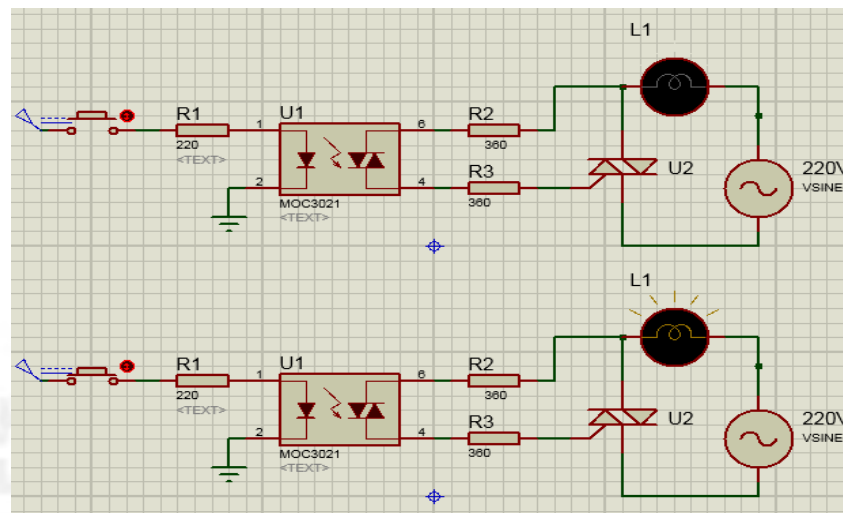 L1
R1
220
<TEXT>
U1
1
2
6
4
MOC3021
<TEXT>
R2
360
R3
360
U2
220V
VSINE
L1
R1
220
<TEXT>
U1
1
2
6
4
MOC3021
<TEXT>
R2
360
R3
360
U2
220V
VSINE